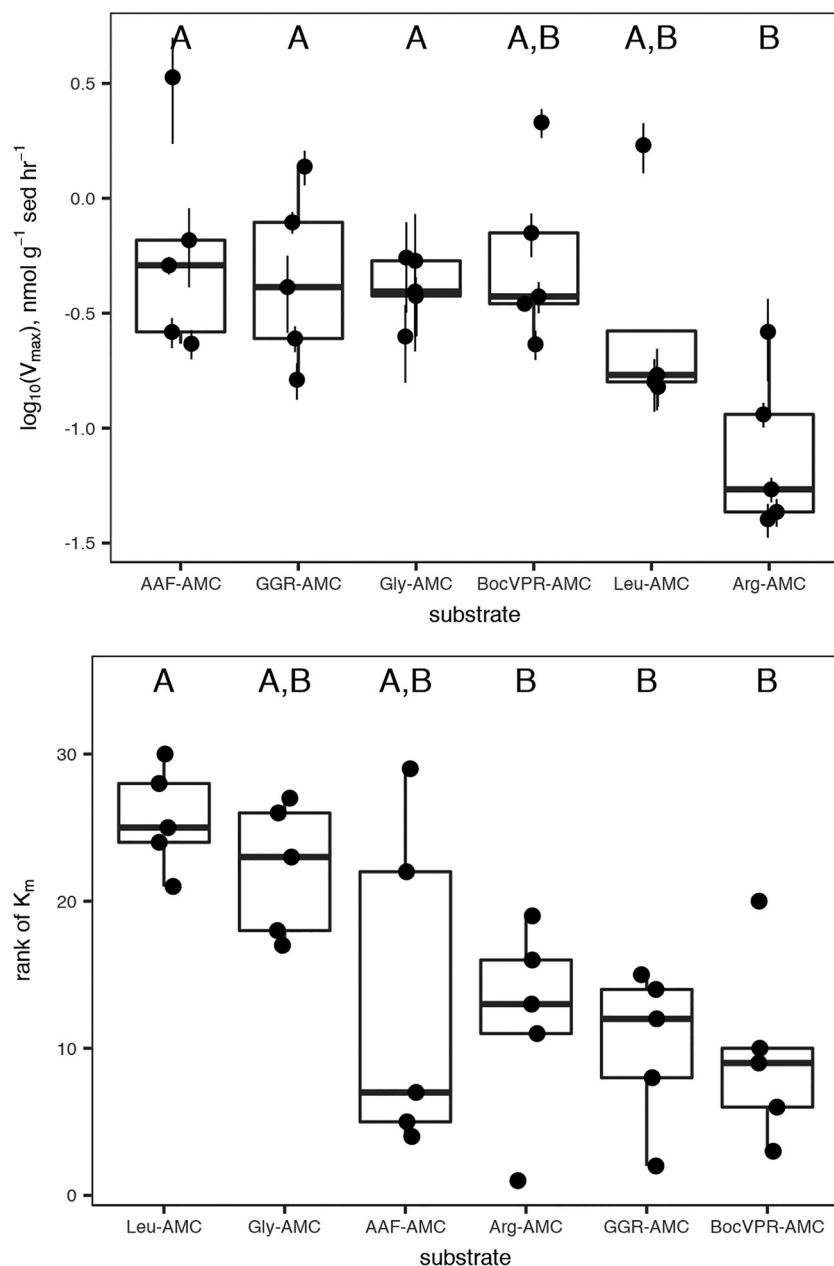 A A A A,B A,B B
log₁₀(Vₘₐₓ), nmol g⁻¹ sed hr⁻¹
0.5
0.0
-0.5
-1.0
-1.5
AAF-AMC GGR-AMC Gly-AMC BocVPR-AMC Leu-AMC Arg-AMC
substrate
A A,B A,B B B B
rank of Kₘ
30
20
10
0
Leu-AMC Gly-AMC AAF-AMC Arg-AMC GGR-AMC BocVPR-AMC
substrate